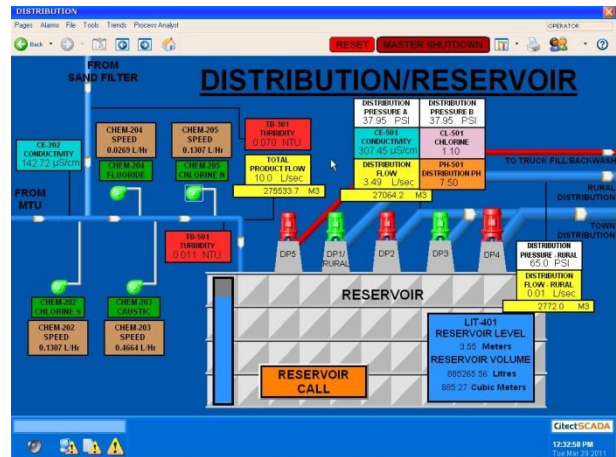 DISTRIBUTION
Pages Alarms File Tools Trends Process Analyst
OPERATOR
Back
RESET
MASTER SHUTDOWN
FROM
SAND FILTER
DISTRIBUTION/RESERVOIR
CE-202
CONDUCTIVITY
142.72 µS/cm
CHEM-204
SPEED
0.0269 L/Hr
CHEM-204
FLUORIDE
CHEM-205
SPEED
0.1307 L/Hr
CHEM-205
CHLORINE N
TB-301
TURBIDITY
0.070 NTU
TOTAL
PRODUCT FLOW
10.0 L/sec
275533.7 M3
DISTRIBUTION
PRESSURE A
37.95 PSI
DISTRIBUTION
PRESSURE B
37.95 PSI
CE-501
CONDUCTIVITY
307.45 µS/cm
CL-501
CHLORINE
1.10
DISTRIBUTION
FLOW
3.49 L/sec
27064.2 M3
PH-501
DISTRIBUTION PH
7.50
TO TRUCK FILL/BACKWASH
RURAL
DISTRIBUTION
TOWN
DISTRIBUTION
FROM
MTU
TB-501
TURBIDITY
0.011 NTU
DP5
DP1/
RURAL
DP2
DP3
DP4
DISTRIBUTION
PRESSURE - RURAL
65.0 PSI
DISTRIBUTION
FLOW - RURAL
0.01 L/sec
2772.0 M3
CHEM-202
CHLORINE S
CHEM-202
SPEED
0.1307 L/Hr
CHEM-203
CAUSTIC
CHEM-203
SPEED
0.4664 L/Hr
RESERVOIR
RESERVOIR
CALL
LIT-401
RESERVOIR LEVEL
3.55 Meters
RESERVOIR VOLUME
885265.56 Litres
885.27 Cubic Meters
CitectSCADA
12:32:58 PM
Tue Mar 29 2011